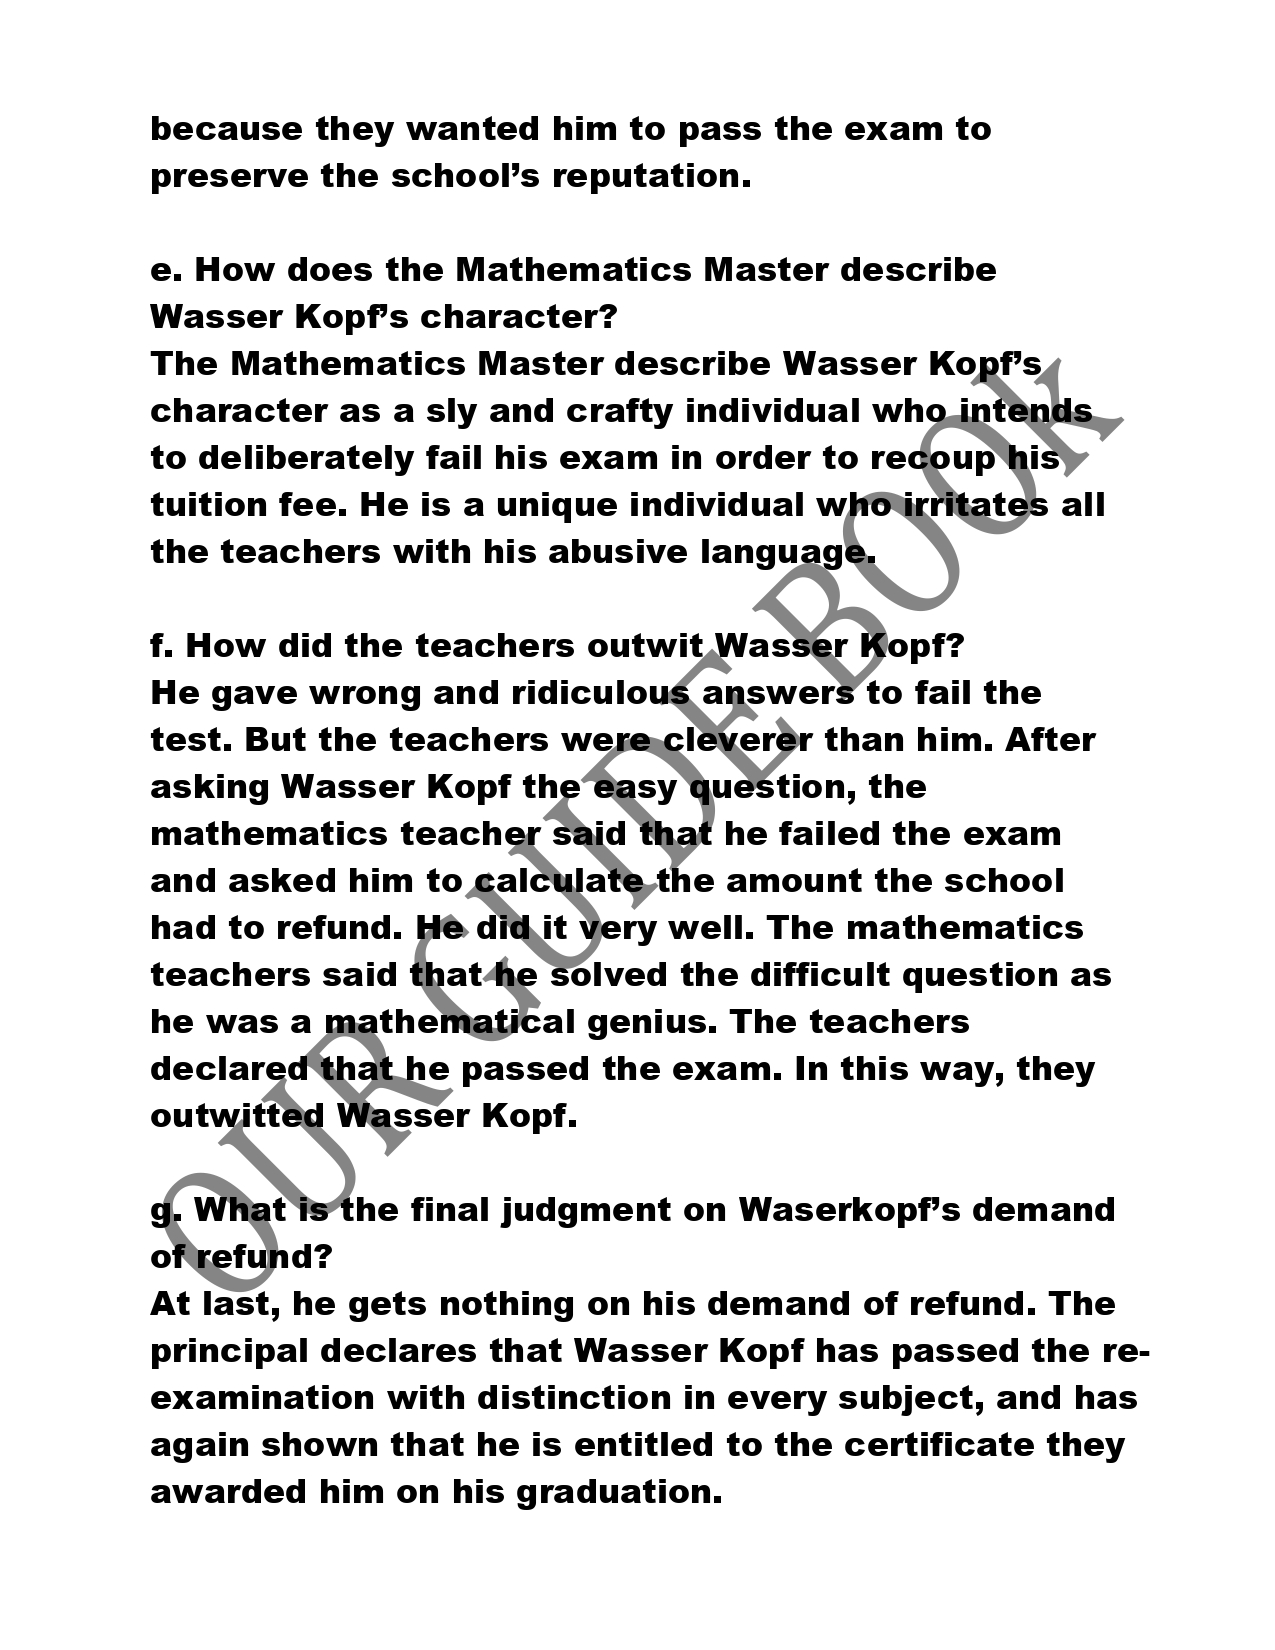 because they wanted him to pass the exam to
preserve the school’s reputation.
e. How does the Mathematics Master describe
Wasser Kopf’s character?
The Mathematics Master describe Wasser Kopf’s
character as a sly and crafty individual who intends
to deliberately fail his exam in order to recoup his
tuition fee. He is a unique individual who irritates all
the teachers with his abusive language.
f. How did the teachers outwit Wasser Kopf?
He gave wrong and ridiculous answers to fail the
test. But the teachers were cleverer than him. After
asking Wasser Kopf the easy question, the
mathematics teacher said that he failed the exam
and asked him to calculate the amount the school
had to refund. He did it very well. The mathematics
teachers said that he solved the difficult question as
he was a mathematical genius. The teachers
declared that he passed the exam. In this way, they
outwitted Wasser Kopf.
g. What is the final judgment on Waserkopf’s demand
of refund?
At last, he gets nothing on his demand of refund. The
principal declares that Wasser Kopf has passed the re-
examination with distinction in every subject, and has
again shown that he is entitled to the certificate they
awarded him on his graduation.
OUR GUIDE BOOk